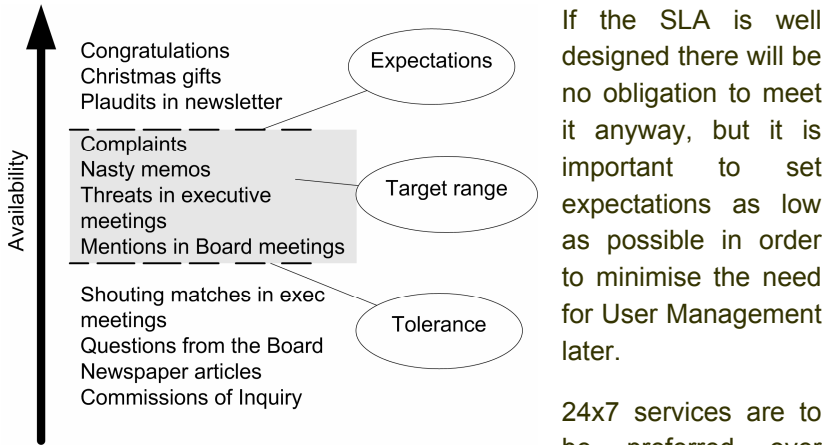 Availability
Congratulations
Christmas gifts
Plaudits in newsletter
Expectations
Complaints
Nasty memos
Threats in executive
meetings
Mentions in Board meetings
Target range
Shouting matches in exec
meetings
Questions from the Board
Newspaper articles
Commissions of Inquiry
Tolerance
If the SLA is well
designed there will be
no obligation to meet
it anyway, but it is
important to set
expectations as low
as possible in order
to minimise the need
for User Management
later.
24x7 services are to
be preferred over